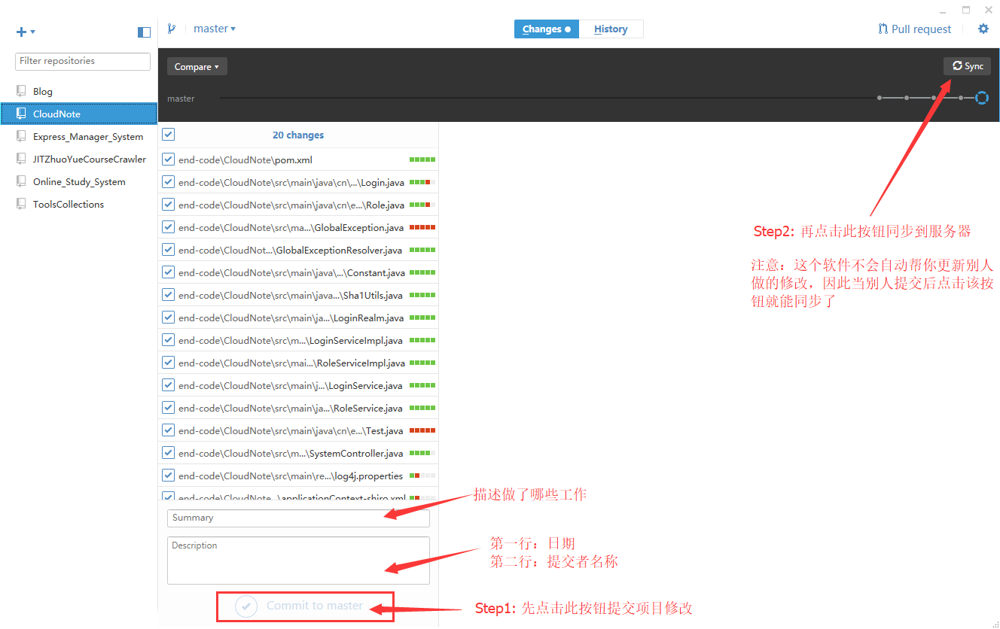 master
Changes
History
Pull request
Filter repositories
Blog
CloudNote
Express_Manager_System
JITZhuoYueCourseCrawler
Online_Study_System
ToolsCollections
Compare
Sync
master
20 changes
end-code\CloudNote\pom.xml
end-code\CloudNote\src\main\java\cn\...\Login.java
end-code\CloudNote\src\main\java\cn\e...\Role.java
end-code\CloudNote\src\ma...\GlobalException.java
end-code\CloudNot...\GlobalExceptionResolver.java
end-code\CloudNote\src\main\java\...\Constant.java
end-code\CloudNote\src\main\java...\Sha1Utils.java
end-code\CloudNote\src\main\ja...\LoginRealm.java
end-code\CloudNote\src\m...\LoginServiceImpl.java
end-code\CloudNote\src\mai...\RoleServiceImpl.java
end-code\CloudNote\src\main\j...\LoginService.java
end-code\CloudNote\src\main\ja...\RoleService.java
end-code\CloudNote\src\main\java\cn\e...\Test.java
end-code\CloudNote\src\m...\SystemController.java
end-code\CloudNote\src\main\re...\log4j.properties
end-code\CloudNote...\applicationContext-shiro.xml
Summary
Description
Commit to master
Step2: 再点击此按钮同步到服务器
注意：这个软件不会自动帮你更新别人
做的修改，因此当别人提交后点击该按
钮就能同步了
描述做了哪些工作
第一行：日期
第二行：提交者名称
Step1: 先点击此按钮提交项目修改